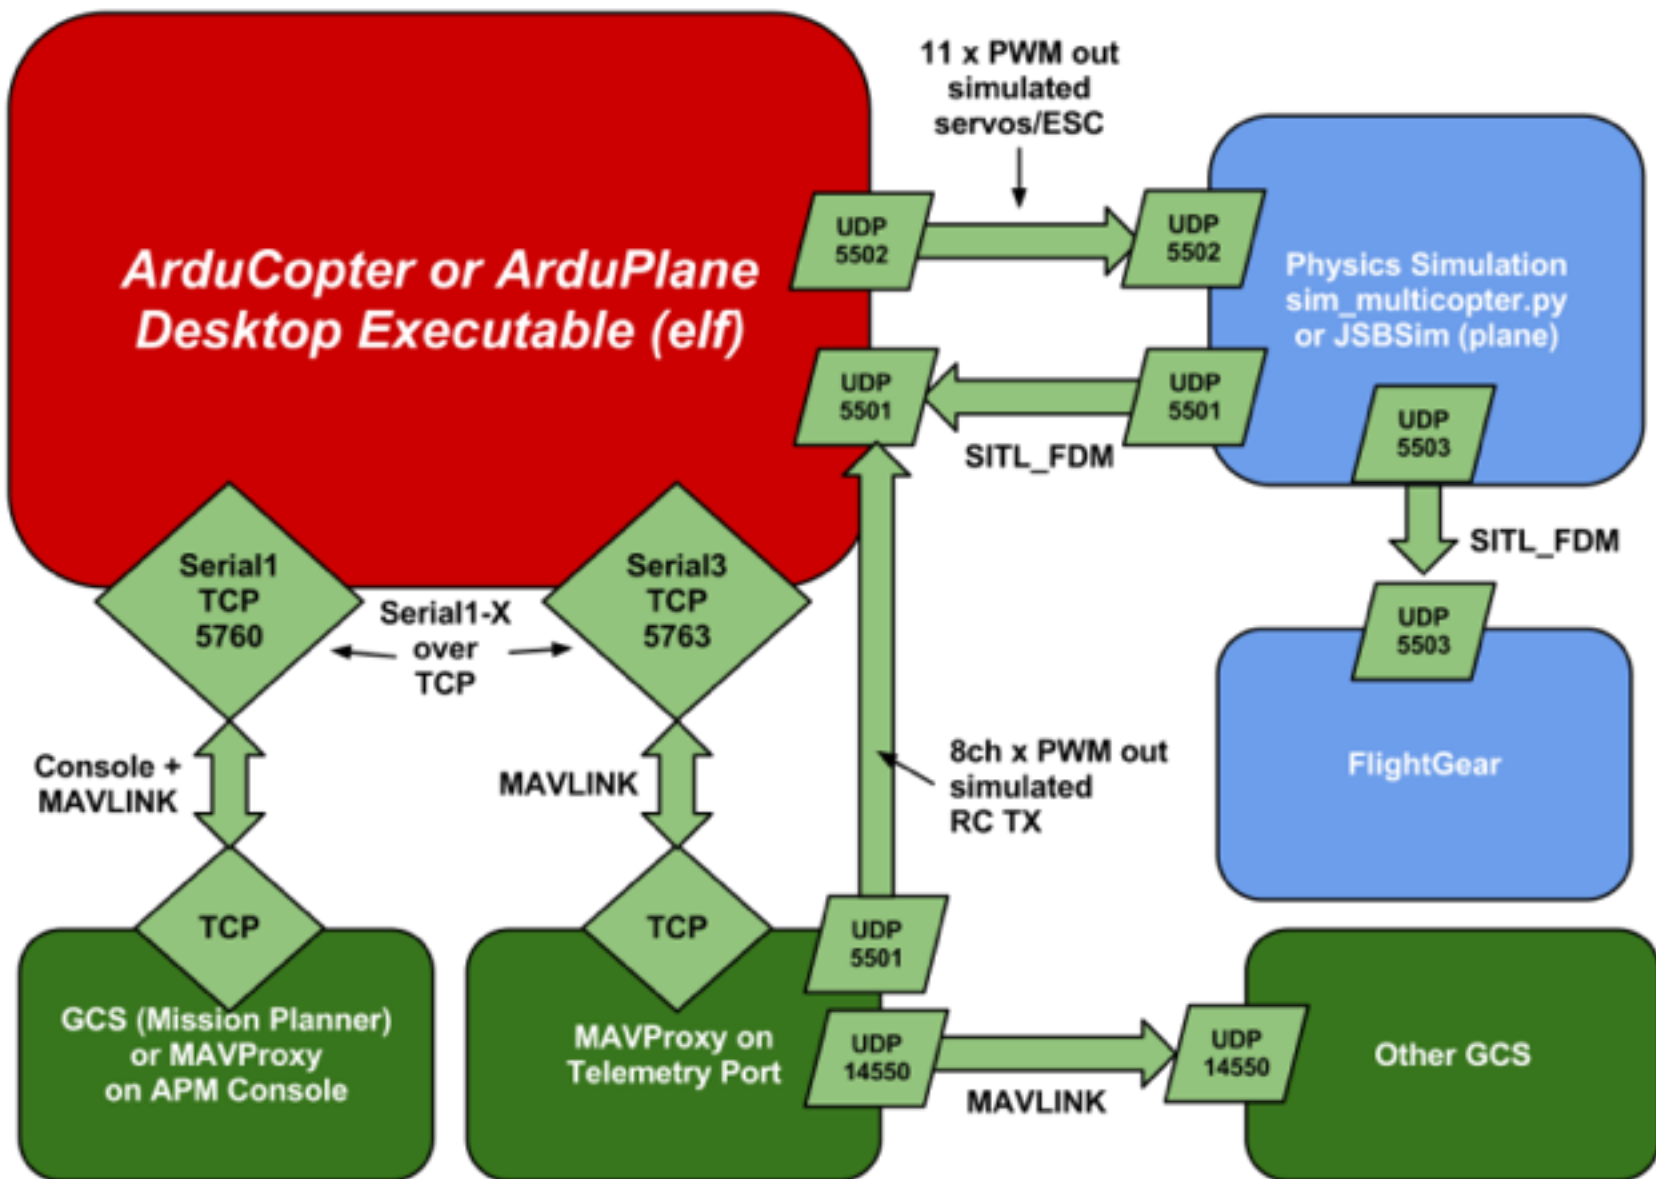 11 x PWM out
simulated
servos/ESC
ArduCopter or ArduPlane
Desktop Executable (elf)
UDP
5502
UDP
5502
Physics Simulation
sim_multicopter.py
or JSBSim (plane)
UDP
5501
UDP
5501
SITL_FDM
UDP
5503
SITL_FDM
Serial1
TCP
5760
Serial1-X
over
TCP
Serial3
TCP
5763
UDP
5503
FlightGear
Console +
MAVLINK
MAVLINK
8ch x PWM out
simulated
RC TX
TCP
GCS (Mission Planner)
or MAVProxy
on APM Console
TCP
MAVProxy on
Telemetry Port
UDP
5501
UDP
14550
MAVLINK
UDP
14550
Other GCS